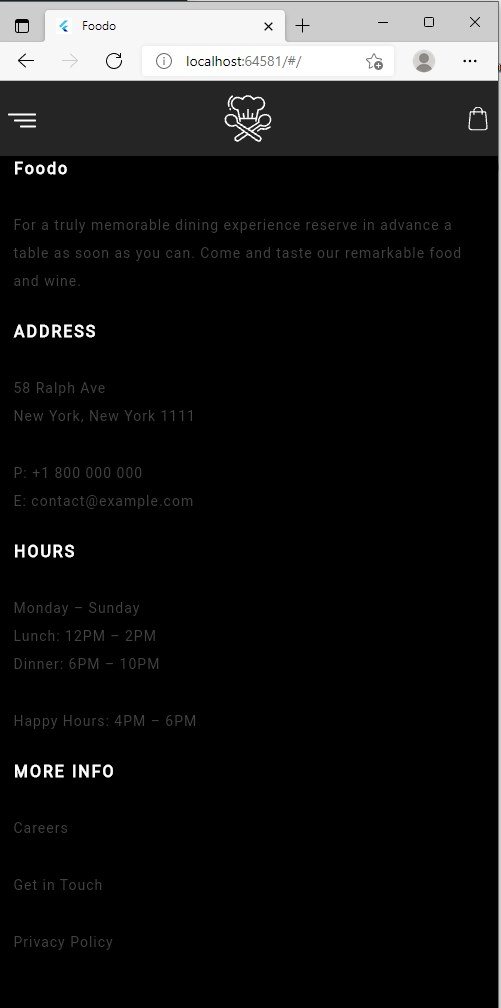 Foodo
localhost:64581/#/
Foodo
For a truly memorable dining experience reserve in advance a
table as soon as you can. Come and taste our remarkable food
and wine.
ADDRESS
58 Ralph Ave
New York, New York 1111
P: +1 800 000 000
E: contact@example.com
HOURS
Monday – Sunday
Lunch: 12PM – 2PM
Dinner: 6PM – 10PM
Happy Hours: 4PM – 6PM
MORE INFO
Careers
Get in Touch
Privacy Policy